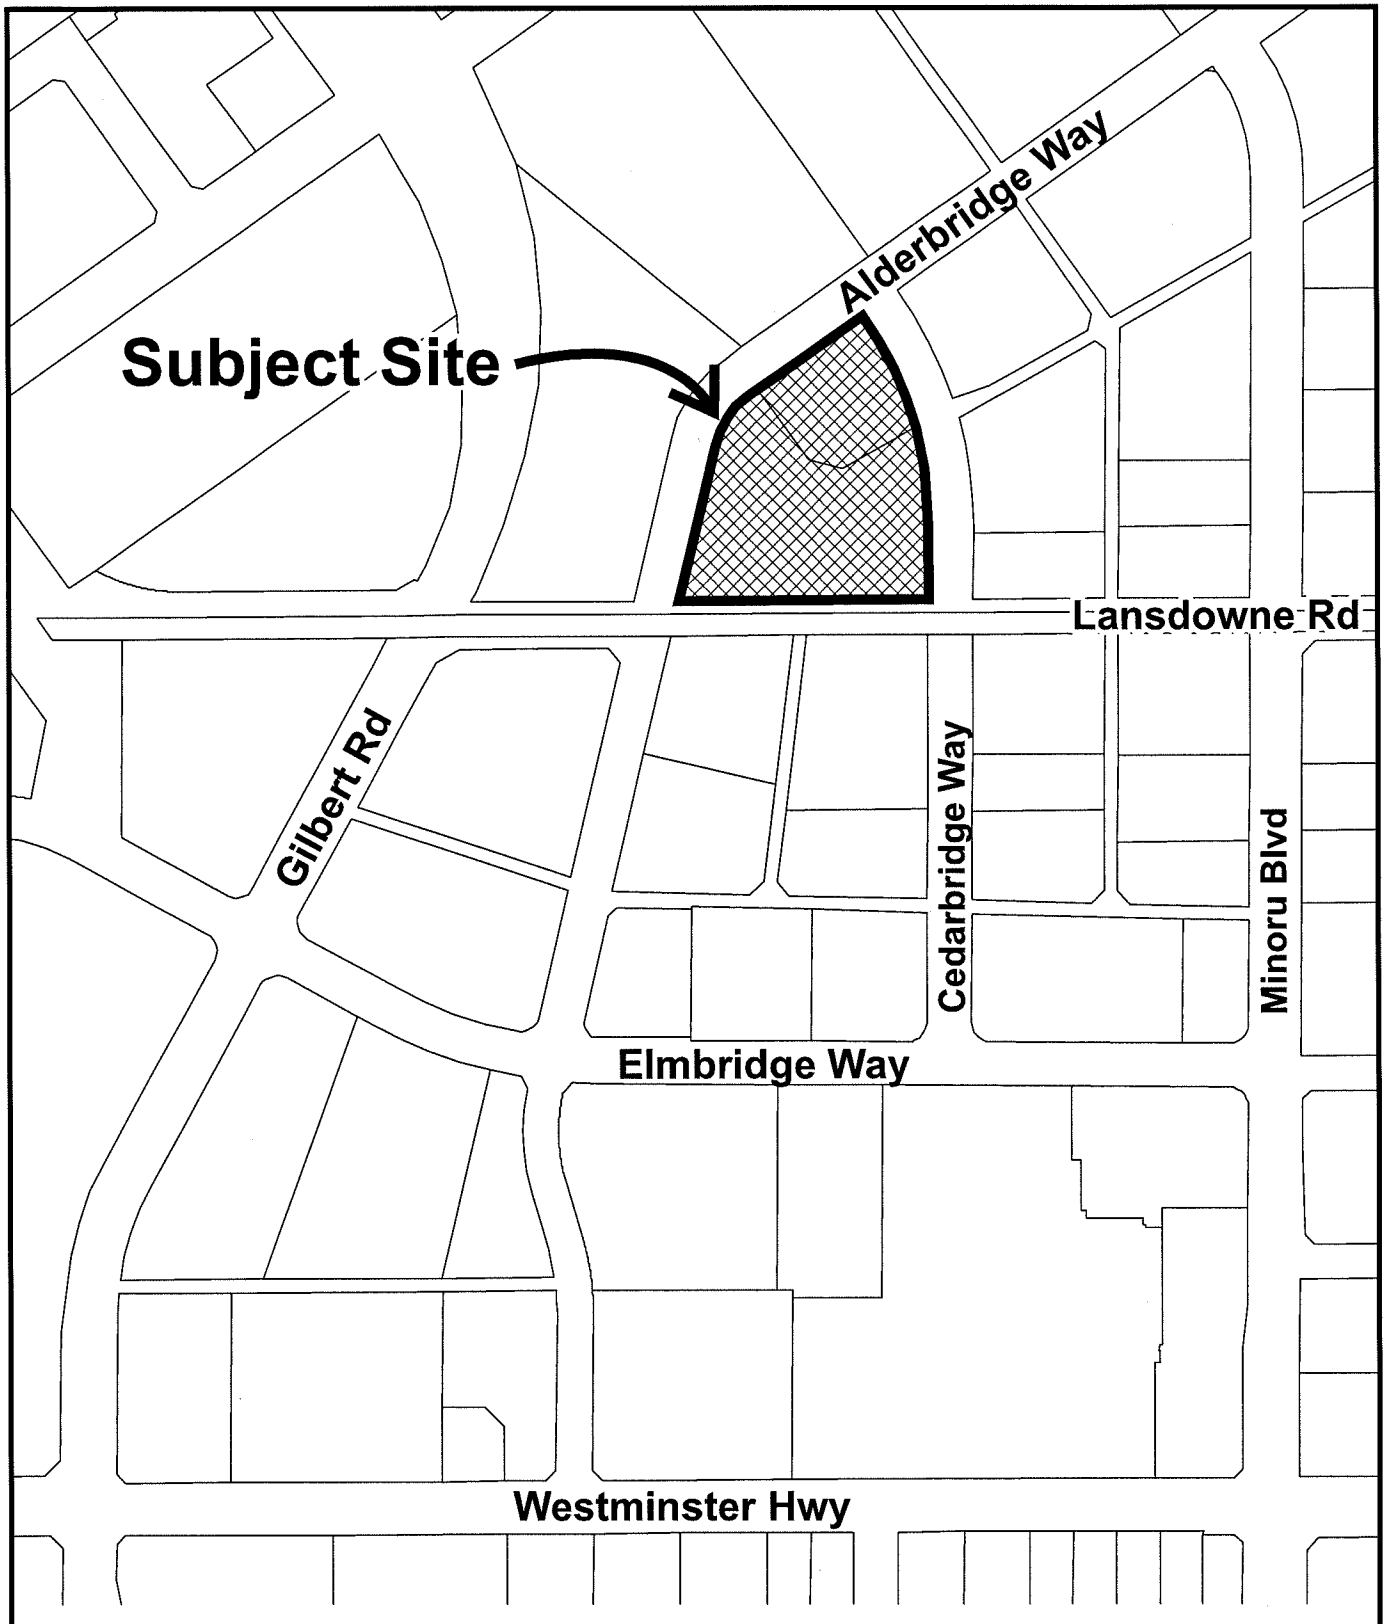 Alderbridge Way
Subject Site
Lansdowne Rd
Gilbert Rd
Cedarbridge Way
Minoru Blvd
Elmbridge Way
Westminster Hwy